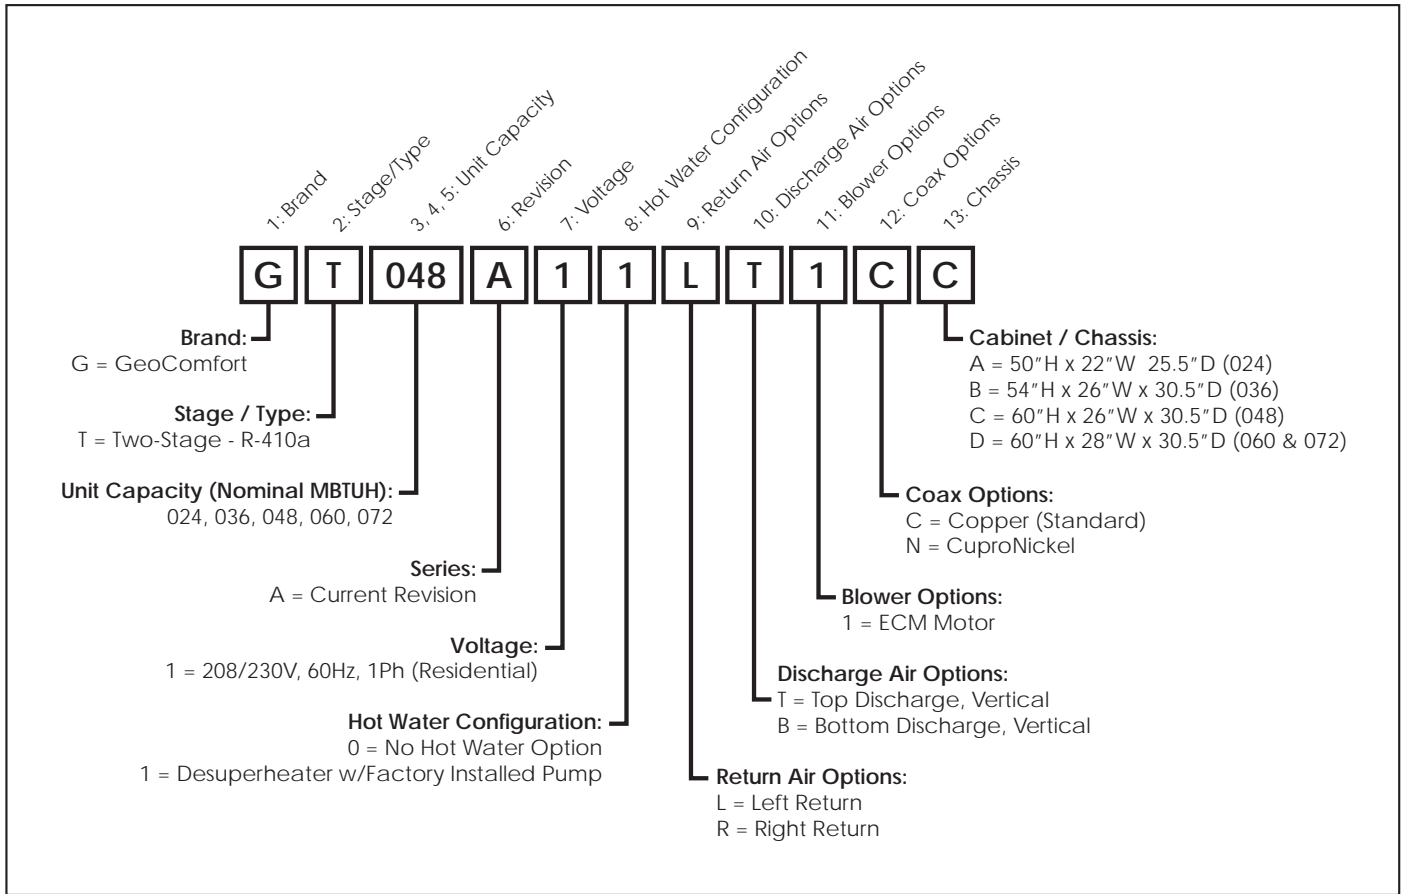 1: Brand
2: Stage/Type
3, 4, 5: Unit Capacity
6: Revision
7: Voltage
8: Hot Water Configuration
9: Return Air Options
10: Discharge Air Options
11: Blower Options
12: Coax Options
13: Chassis
G T 048 A 1 1 L T 1 C C
Brand:
G = GeoComfort
Stage / Type:
T = Two-Stage - R-410a
Unit Capacity (Nominal MBTUH):
024, 036, 048, 060, 072
Series:
A = Current Revision
Voltage:
1 = 208/230V, 60Hz, 1Ph (Residential)
Hot Water Configuration:
0 = No Hot Water Option
1 = Desuperheater w/Factory Installed Pump
Cabinet / Chassis:
A = 50"H x 22"W 25.5"D (024)
B = 54"H x 26"W x 30.5"D (036)
C = 60"H x 26"W x 30.5"D (048)
D = 60"H x 28"W x 30.5"D (060 & 072)
Coax Options:
C = Copper (Standard)
N = CuproNickel
Blower Options:
1 = ECM Motor
Discharge Air Options:
T = Top Discharge, Vertical
B = Bottom Discharge, Vertical
Return Air Options:
L = Left Return
R = Right Return